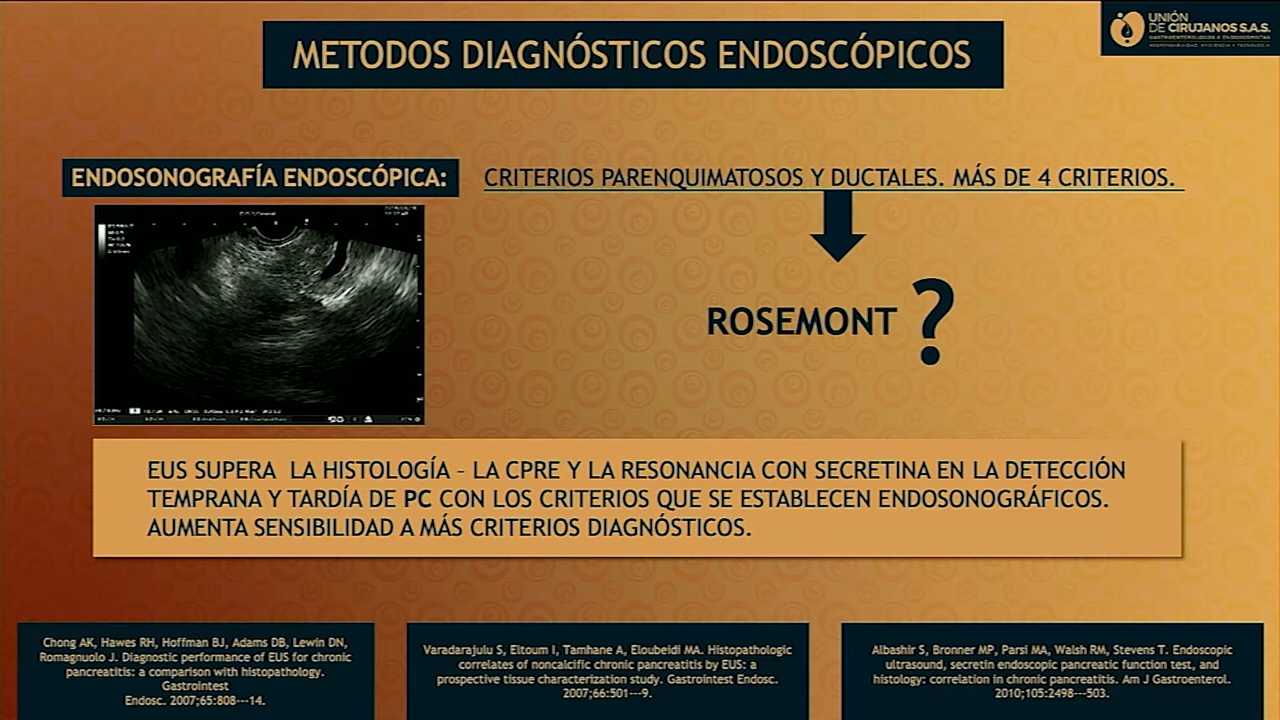 UNIÓN
DE CIRUJANOS S.A.S.
GASTROENTERÓLOGOS & ENDOSCOPISTAS
RESPONSABILIDAD, EFICIENCIA Y TECNOLOGÍA
METODOS DIAGNÓSTICOS ENDOSCÓPICOS
ENDOSONOGRAFÍA ENDOSCÓPICA:
CRITERIOS PARENQUIMATOSOS Y DUCTALES. MÁS DE 4 CRITERIOS.
ROSEMONT ?
EUS SUPERA LA HISTOLOGÍA – LA CPRE Y LA RESONANCIA CON SECRETINA EN LA DETECCIÓN
TEMPRANA Y TARDÍA DE PC CON LOS CRITERIOS QUE SE ESTABLECEN ENDOSONOGRÁFICOS.
AUMENTA SENSIBILIDAD A MÁS CRITERIOS DIAGNÓSTICOS.
Chong AK, Hawes RH, Hoffman BJ, Adams DB, Lewin DN,
Romagnuolo J. Diagnostic performance of EUS for chronic
pancreatitis: a comparison with histopathology.
Gastrointest
Endosc. 2007;65:808---14.
Varadarajulu S, Eltoum I, Tamhane A, Eloubeidi MA. Histopathologic
correlates of noncalcific chronic pancreatitis by EUS: a
prospective tissue characterization study. Gastrointest Endosc.
2007;66:501---9.
Albashir S, Bronner MP, Parsi MA, Walsh RM, Stevens T. Endoscopic
ultrasound, secretin endoscopic pancreatic function test, and
histology: correlation in chronic pancreatitis. Am J Gastroenterol.
2010;105:2498---503.